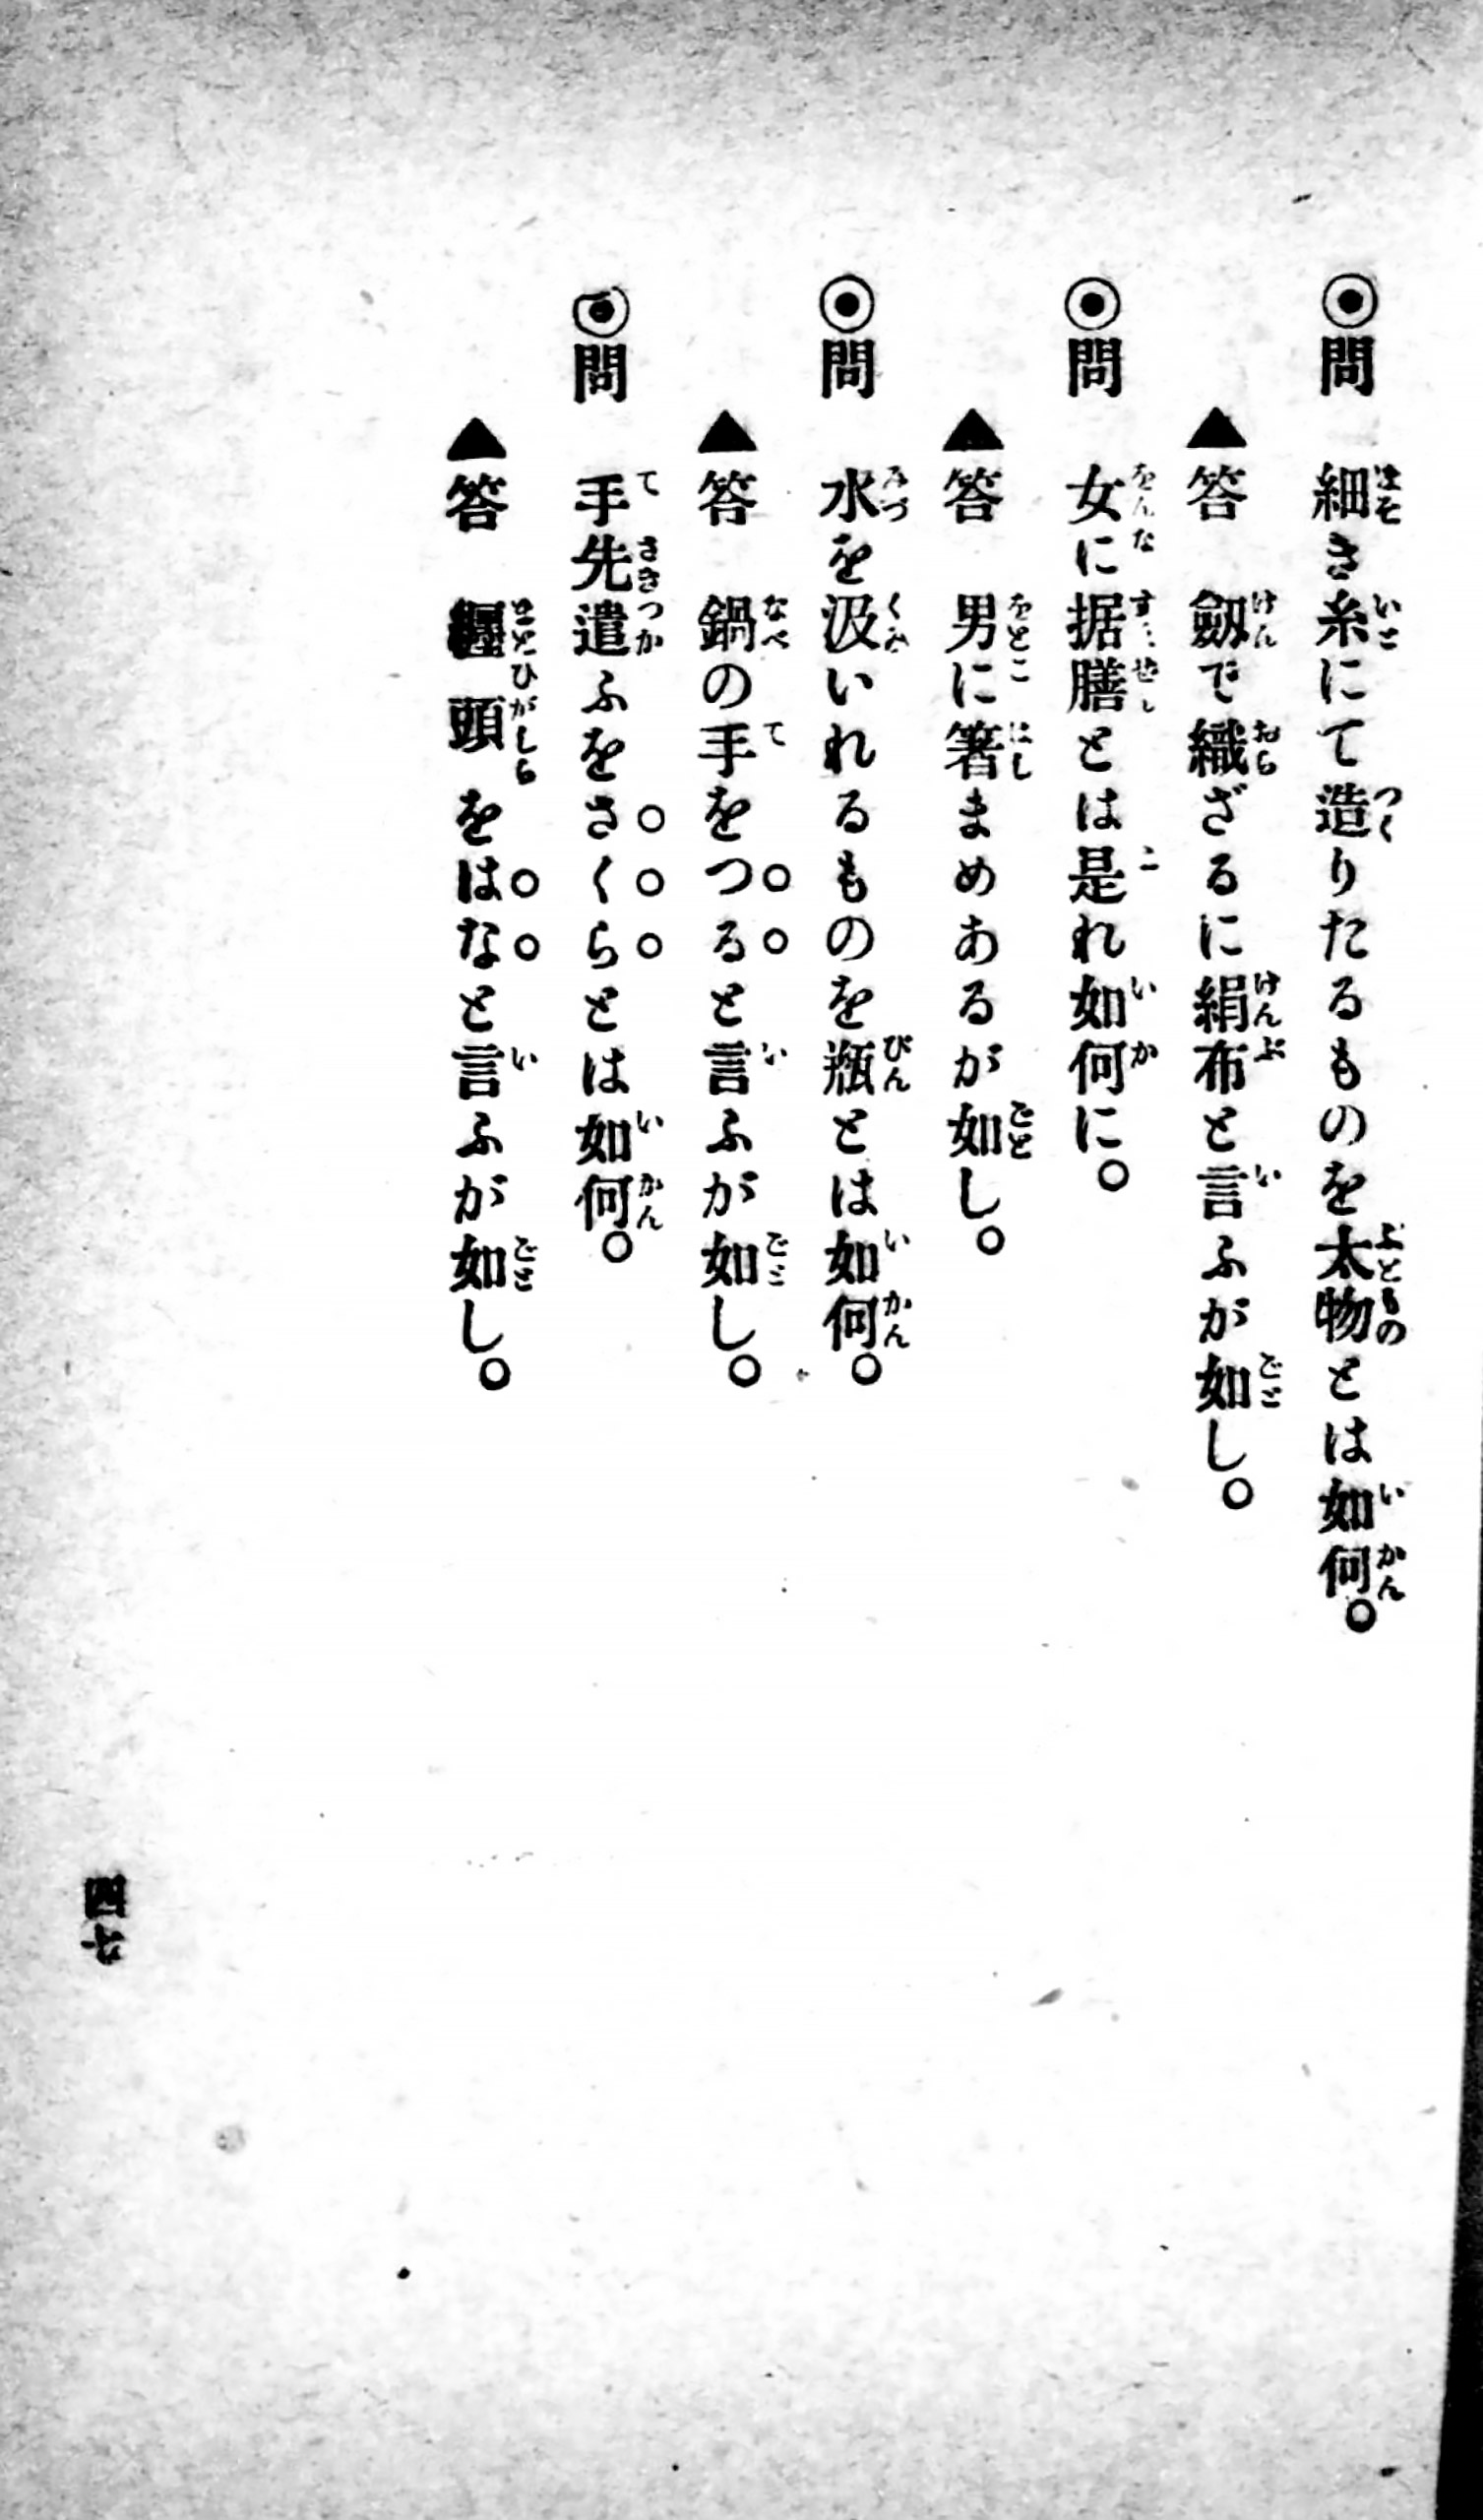 ◉問　細き糸にて造りたるものを太物とは如何。
▲答　劔で織ざるに絹布と言ふが如し。
◉問　女に据膳とは是れ如何に。
▲答　男に箸まめあるが如し。
◉問　水を汲いれるものを瓶とは如何。
▲答　鍋の手をつると言ふが如し。
◉問　手先遣ふをさくらとは如何。
▲答　纒頭をはなと言ふが如し。
四十